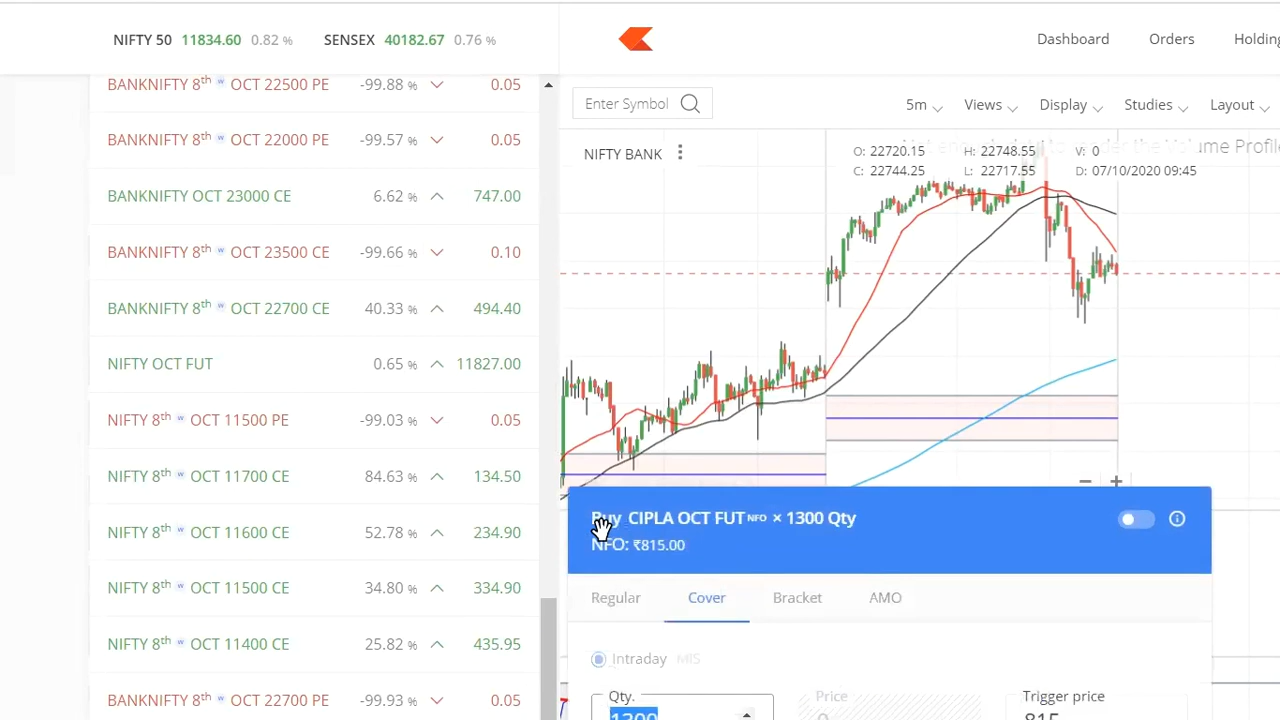 NIFTY 50 11834.60 0.82 % SENSEX 40182.67 0.76 %
Dashboard Orders
BANKNIFTY 8th w OCT 22500 PE -99.88 % 0.05
BANKNIFTY 8th w OCT 22000 PE -99.57 % 0.05
BANKNIFTY OCT 23000 CE 6.62 % 747.00
BANKNIFTY 8th w OCT 23500 CE -99.66 % 0.10
BANKNIFTY 8th w OCT 22700 CE 40.33 % 494.40
NIFTY OCT FUT 0.65 % 11827.00
NIFTY 8th w OCT 11500 PE -99.03 % 0.05
NIFTY 8th w OCT 11700 CE 84.63 % 134.50
NIFTY 8th w OCT 11600 CE 52.78 % 234.90
NIFTY 8th w OCT 11500 CE 34.80 % 334.90
NIFTY 8th w OCT 11400 CE 25.82 % 435.95
BANKNIFTY 8th w OCT 22700 PE -99.93 % 0.05
Enter Symbol 5m Views Display Studies Layout
NIFTY BANK
O: 22720.15 H: 22748.55 V: 0
C: 22744.25 L: 22717.55 D: 07/10/2020 09:45
Buy CIPLA OCT FUT NFO × 1300 Qty
NFO: ₹815.00
Regular Cover Bracket AMO
Intraday MIS
Qty. Price Trigger price
1300 0 815